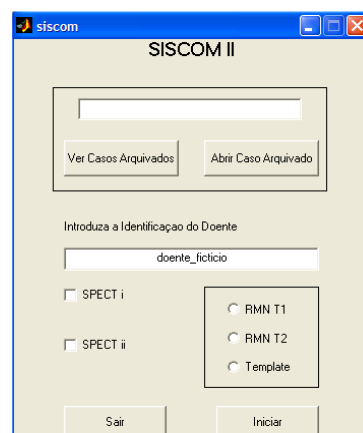 siscom
SISCOM II
Ver Casos Arquivados
Abrir Caso Arquivado
Introduza a Identificaçao do Doente
doente_ficticio
SPECT i
SPECT ii
RMN T1
RMN T2
Template
Sair
Iniciar